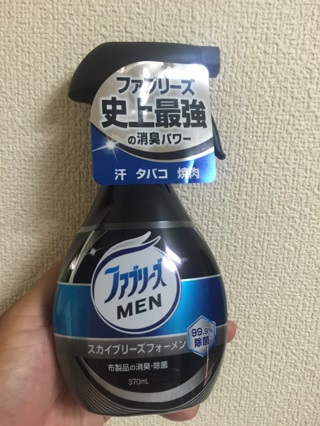 ファブリーズ
史上最強
の消臭パワー
汗 タバコ 焼肉
ファブリーズ
MEN
99.9%
除菌
スカイブリーズフォーメン
布製品の消臭・除菌
370mL